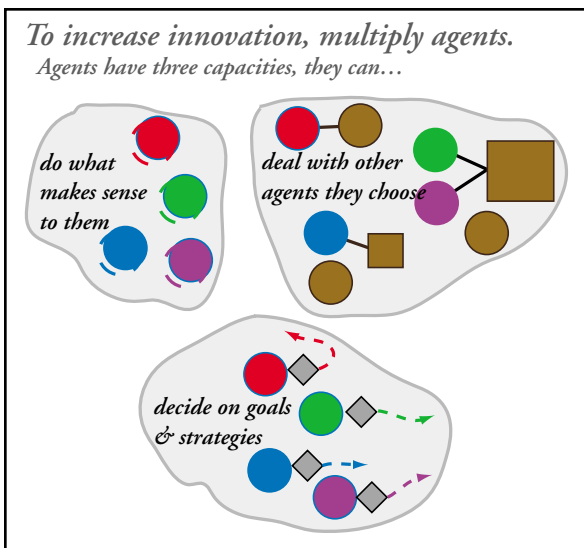 To increase innovation, multiply agents.
Agents have three capacities, they can…
do what
makes sense
to them
deal with other
agents they choose
decide on goals
& strategies